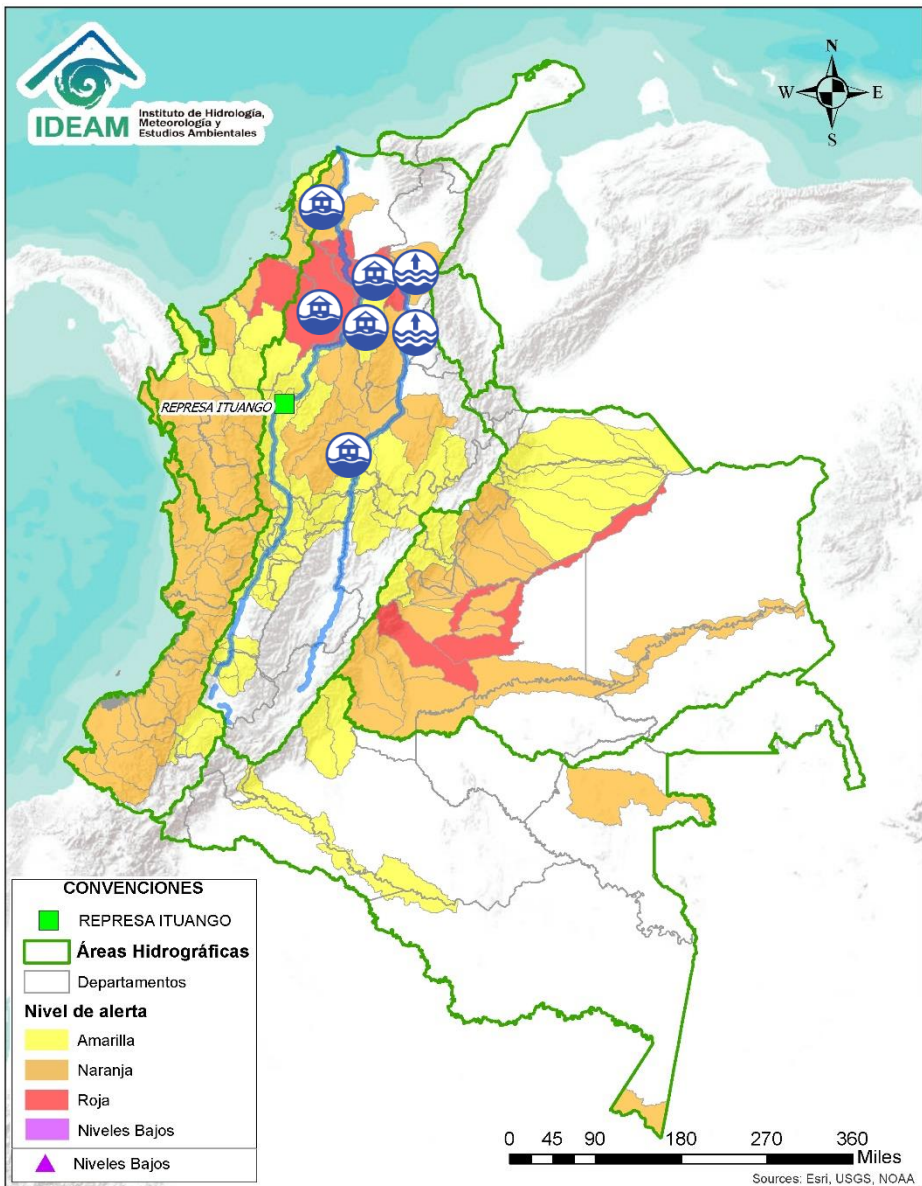 IDEAM
Instituto de Hidrología,
Meteorología y
Estudios Ambientales
N
W
E
S
REPRESA ITUANGO
CONVENCIONES
REPRESA ITUANGO
Áreas Hidrográficas
Departamentos
Nivel de alerta
Amarilla
Naranja
Roja
Niveles Bajos
Niveles Bajos
0 45 90 180 270 360
Miles
Sources: Esri, USGS, NOAA